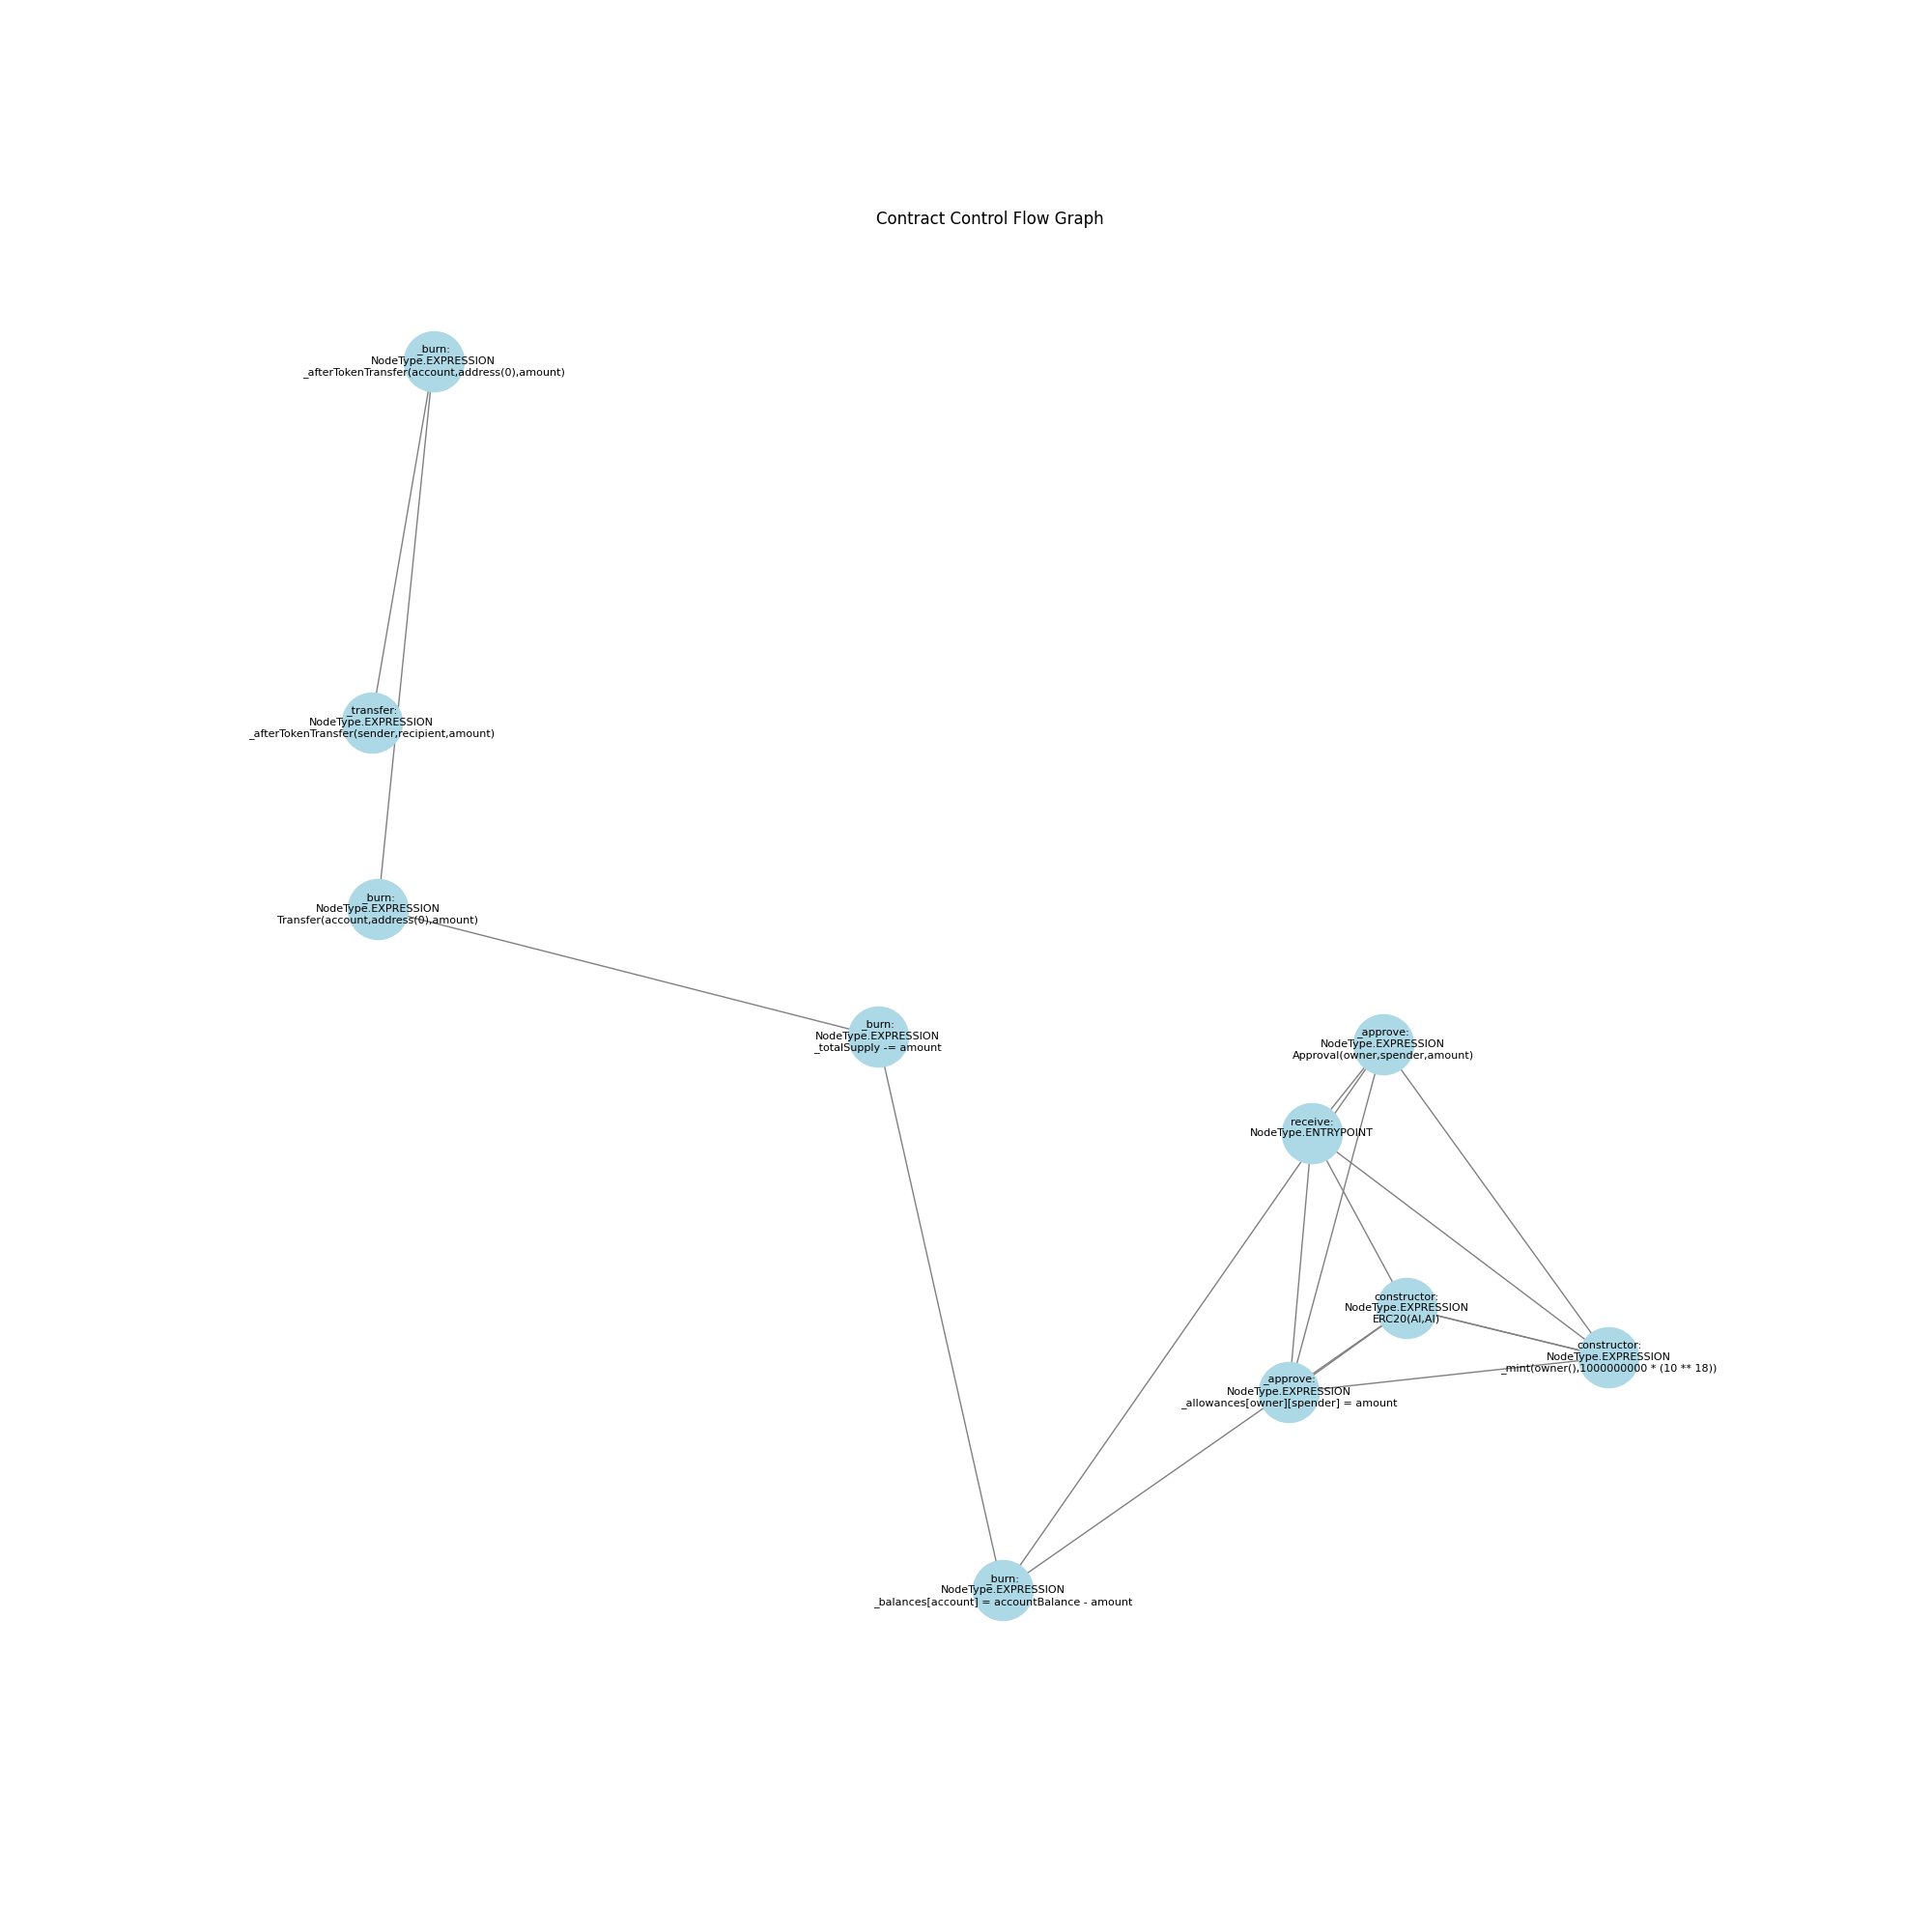 Contract Control Flow Graph
_burn:
NodeType.EXPRESSION
_afterTokenTransfer(account,address(0),amount)
_transfer:
NodeType.EXPRESSION
_afterTokenTransfer(sender,recipient,amount)
_burn:
NodeType.EXPRESSION
Transfer(account,address(0),amount)
_burn:
NodeType.EXPRESSION
_totalSupply -= amount
_approve:
NodeType.EXPRESSION
Approval(owner,spender,amount)
receive:
NodeType.ENTRYPOINT
constructor:
NodeType.EXPRESSION
ERC20(AI,AI)
constructor:
NodeType.EXPRESSION
_mint(owner(),1000000000 * (10 ** 18))
_approve:
NodeType.EXPRESSION
_allowances[owner][spender] = amount
_burn:
NodeType.EXPRESSION
_balances[account] = accountBalance - amount